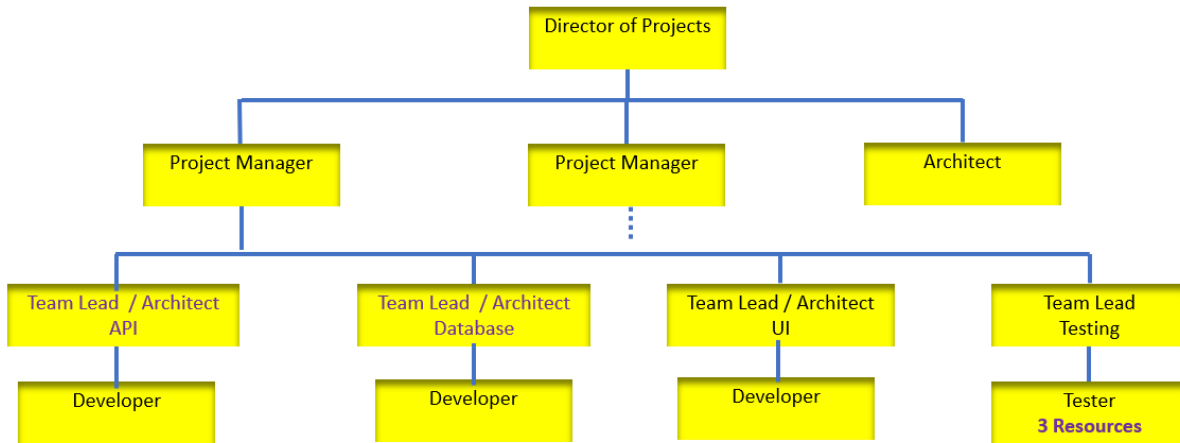 Director of Projects
Project Manager
Project Manager
Architect
Team Lead / Architect
API
Team Lead / Architect
Database
Team Lead / Architect
UI
Team Lead
Testing
Developer
Developer
Developer
Tester
3 Resources